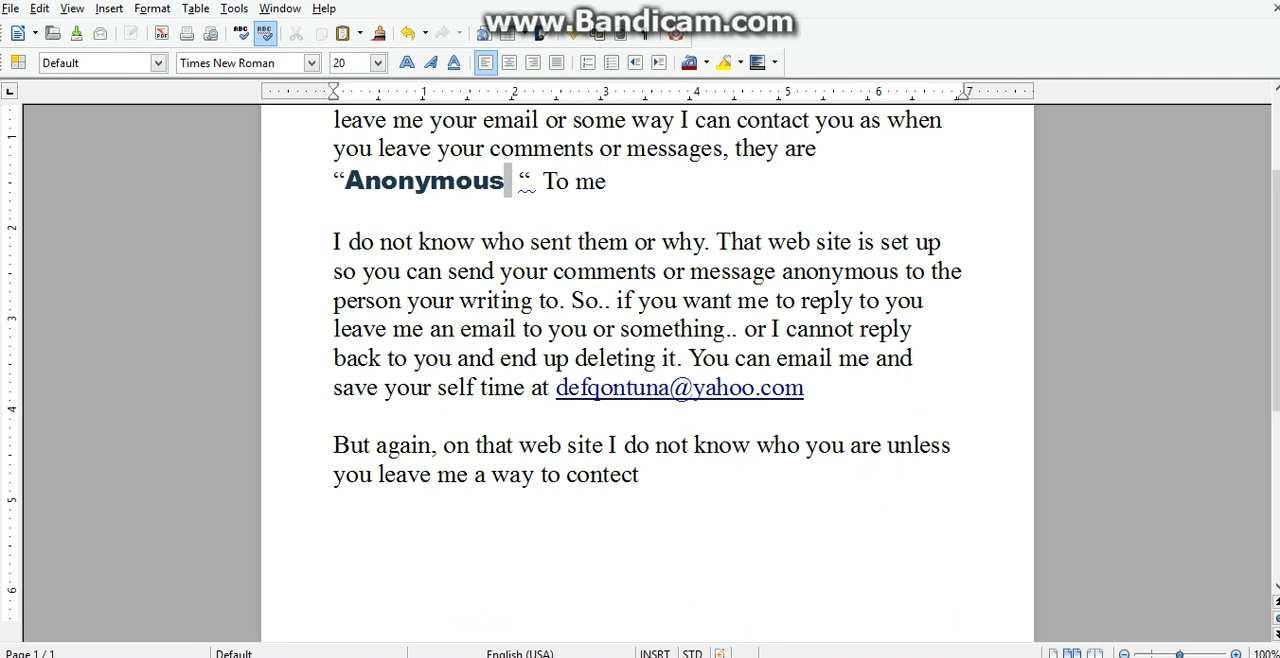 www.Bandicam.com
File Edit View Insert Format Table Tools Window Help
Default Times New Roman 20
1 2 3 4 5 6 7
leave me your email or some way I can contact you as when
you leave your comments or messages, they are
“Anonymous “ To me
I do not know who sent them or why. That web site is set up
so you can send your comments or message anonymous to the
person your writing to. So.. if you want me to reply to you
leave me an email to you or something.. or I cannot reply
back to you and end up deleting it. You can email me and
save your self time at defqontuna@yahoo.com
But again, on that web site I do not know who you are unless
you leave me a way to contect
Page 1 / 1 Default English (USA) INSRT STD 100%